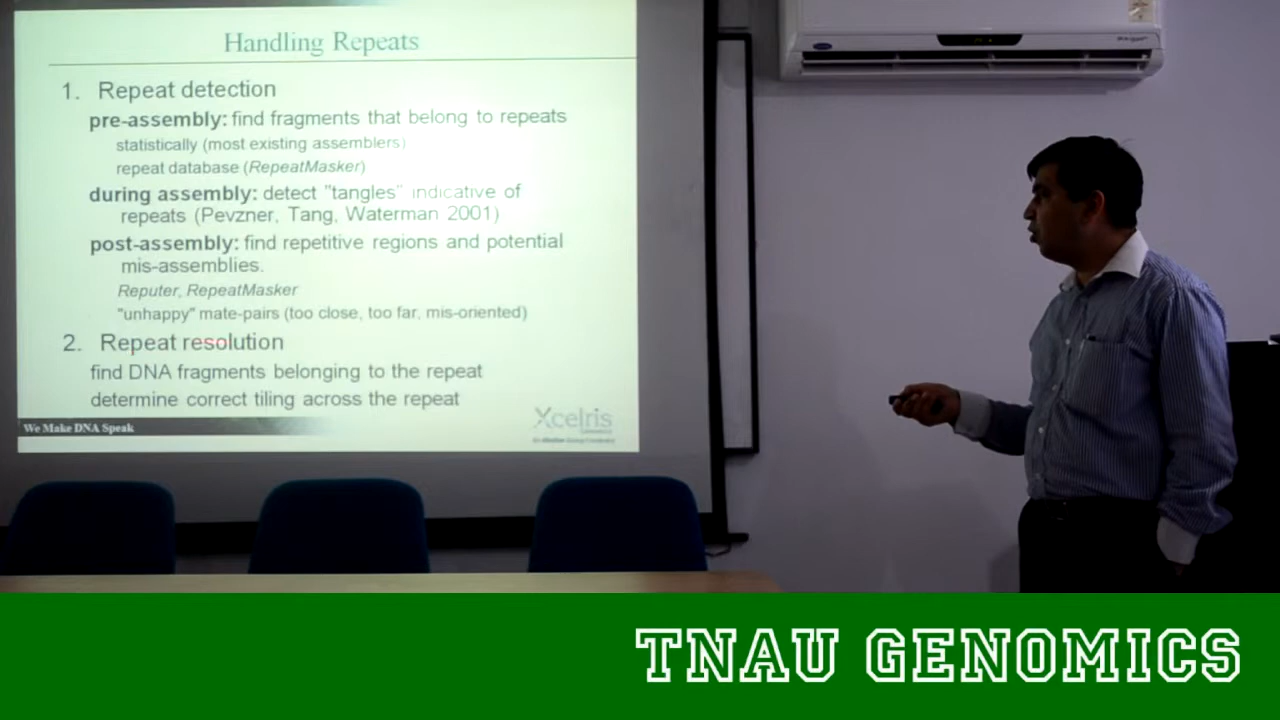 Handling Repeats
1. Repeat detection
pre-assembly: find fragments that belong to repeats
statistically (most existing assemblers)
repeat database (RepeatMasker)
during assembly: detect "tangles" indicative of
repeats (Pevzner, Tang, Waterman 2001)
post-assembly: find repetitive regions and potential
mis-assemblies.
Reputer, RepeatMasker
"unhappy" mate-pairs (too close, too far, mis-oriented)
2. Repeat resolution
find DNA fragments belonging to the repeat
determine correct tiling across the repeat
We Make DNA Speak
Xcelris
TNAU GENOMICS